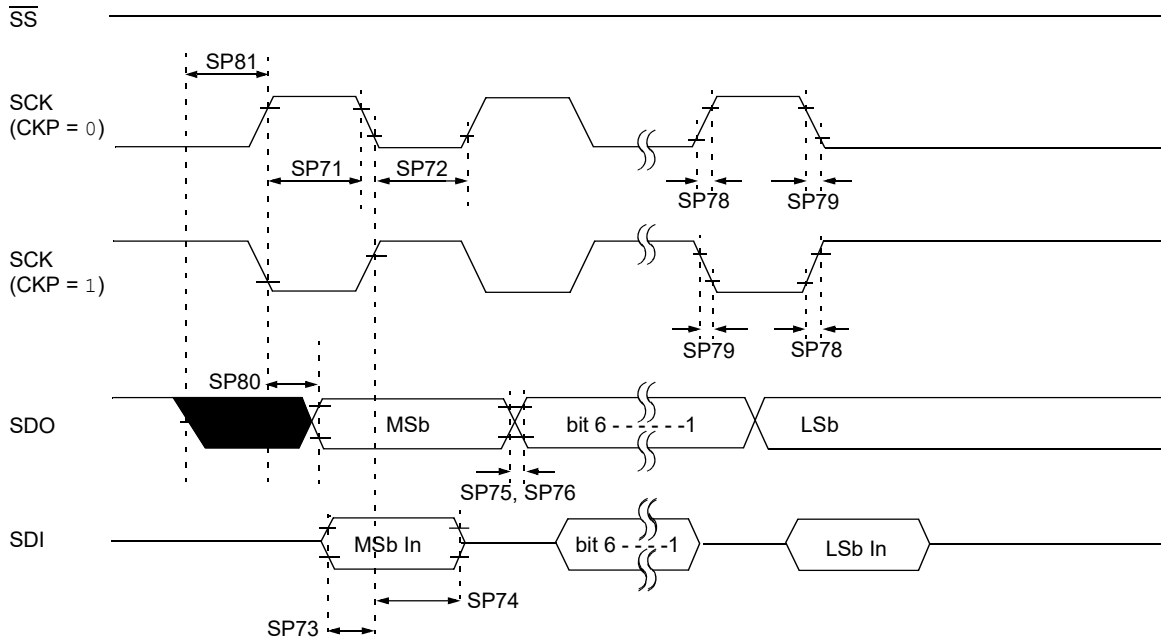 SS
SP81
SCK
(CKP = 0)
SP71
SP72
SP78
SP79
SCK
(CKP = 1)
SP79
SP78
SP80
SDO
MSb
bit 6 - - - - - -1
LSb
SP75, SP76
SDI
MSb In
bit 6 - - - - -1
LSb In
SP74
SP73